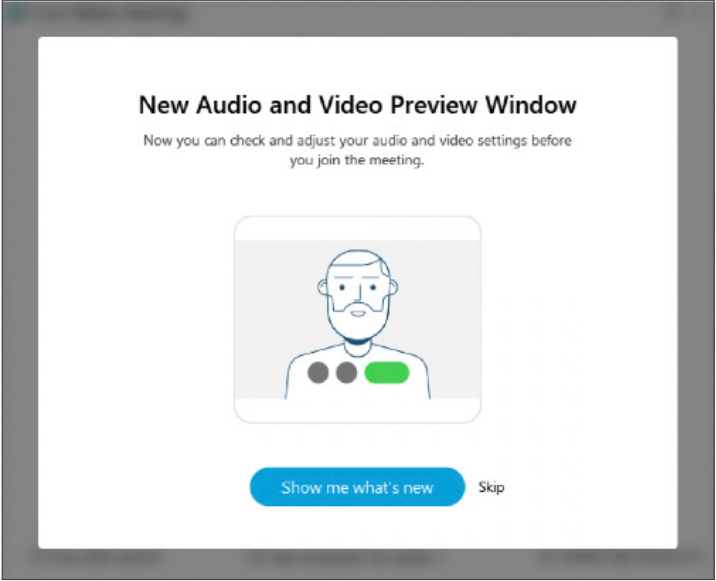 New Audio and Video Preview Window
Now you can check and adjust your audio and video settings before
you join the meeting.
Show me what's new
Skip